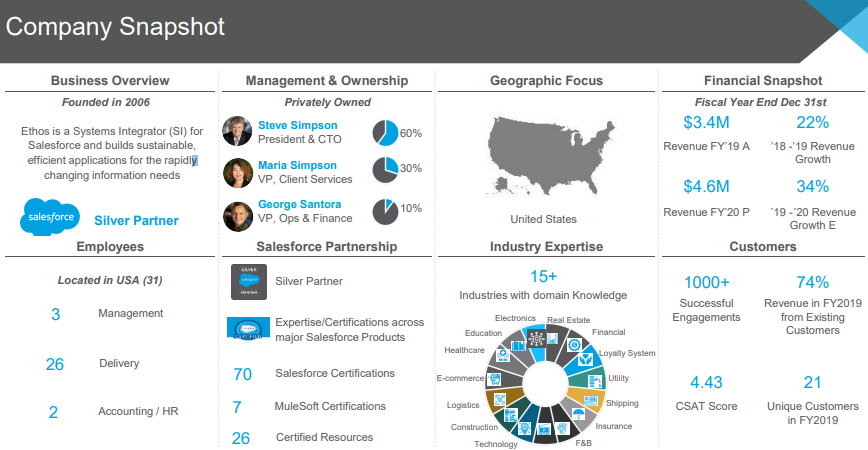 Company Snapshot
Business Overview
Founded in 2006
Ethos is a Systems Integrator (SI) for
Salesforce and builds sustainable,
efficient applications for the rapidly
changing information needs
salesforce
Silver Partner
Management & Ownership
Privately Owned
Steve Simpson
President & CTO
60%
Maria Simpson
VP, Client Services
30%
George Santora
VP, Ops & Finance
10%
Geographic Focus
United States
Financial Snapshot
Fiscal Year End Dec 31st
$3.4M
Revenue FY'19 A
22%
'18 -'19 Revenue
Growth
$4.6M
Revenue FY'20 P
34%
'19 -'20 Revenue
Growth E
Employees
Located in USA (31)
3 Management
26 Delivery
2 Accounting / HR
Salesforce Partnership
SILVER
Silver Partner
CERTIFIED
Expertise/Certifications across
major Salesforce Products
70 Salesforce Certifications
7 MuleSoft Certifications
26 Certified Resources
Industry Expertise
15+
Industries with domain Knowledge
Electronics
Real Estate
Financial
Loyalty System
Utility
Shipping
Insurance
F&B
Technology
Construction
Logistics
E-commerce
Healthcare
Education
Customers
1000+
Successful
Engagements
74%
Revenue in FY2019
from Existing
Customers
4.43
CSAT Score
21
Unique Customers
in FY2019